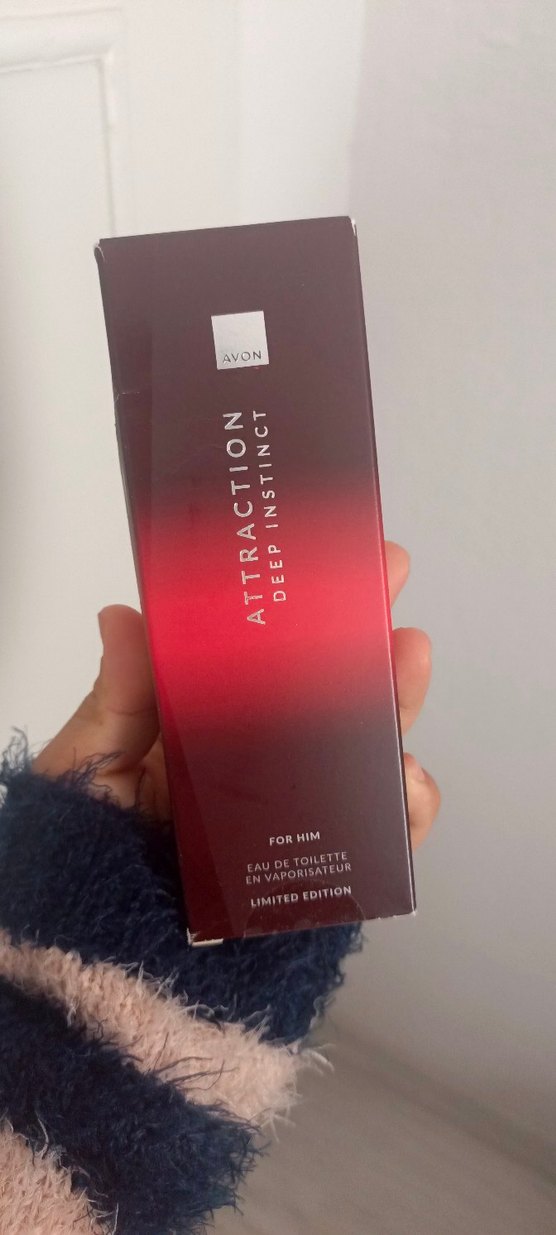 AVON
ATTRACTION
DEEP INSTINCT
FOR HIM
EAU DE TOILETTE
EN VAPORISATEUR
LIMITED EDITION